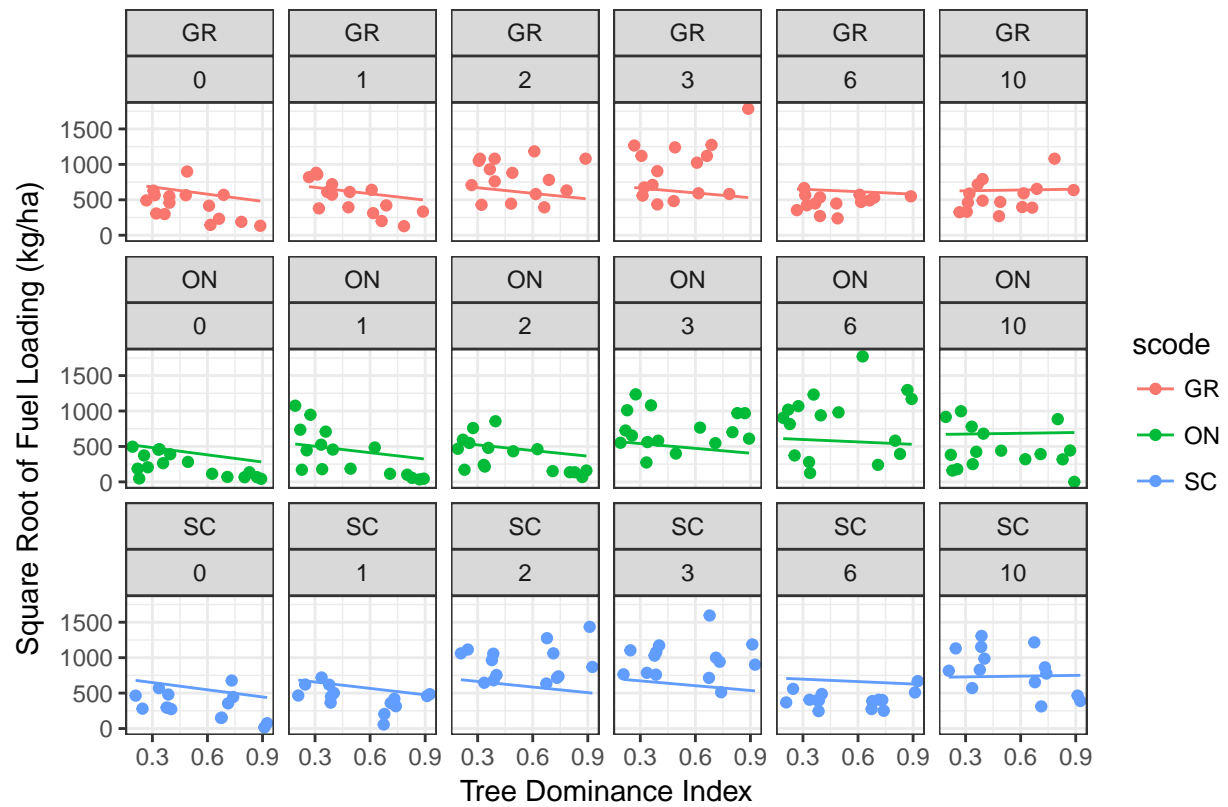 GR GR GR GR GR GR
0 1 2 3 6 10
1500
1000
500
0
ON ON ON ON ON ON
0 1 2 3 6 10
1500
1000
500
0
SC SC SC SC SC SC
0 1 2 3 6 10
1500
1000
500
0
0.3 0.6 0.9 0.3 0.6 0.9 0.3 0.6 0.9 0.3 0.6 0.9 0.3 0.6 0.9 0.3 0.6 0.9
Tree Dominance Index
Square Root of Fuel Loading (kg/ha)
scode
GR
ON
SC